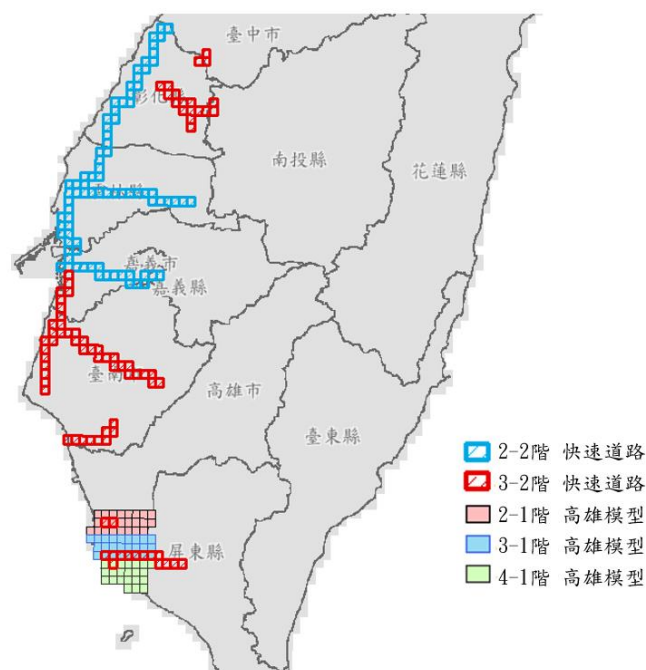 臺中市
彰化縣
南投縣
花蓮縣
雲林縣
嘉義市
嘉義縣
臺南
高雄市
臺東縣
屏東縣
2-2階 快速道路
3-2階 快速道路
2-1階 高雄模型
3-1階 高雄模型
4-1階 高雄模型